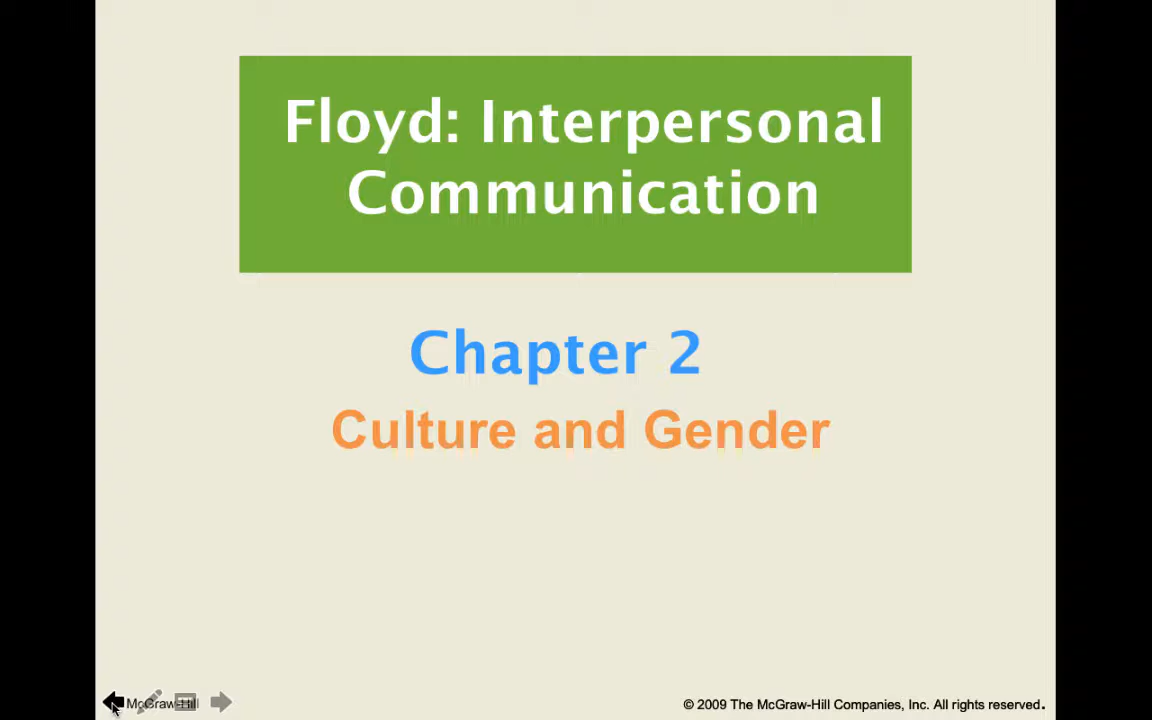 Floyd: Interpersonal
Communication
Chapter 2
Culture and Gender
McGraw-Hill
© 2009 The McGraw-Hill Companies, Inc. All rights reserved.